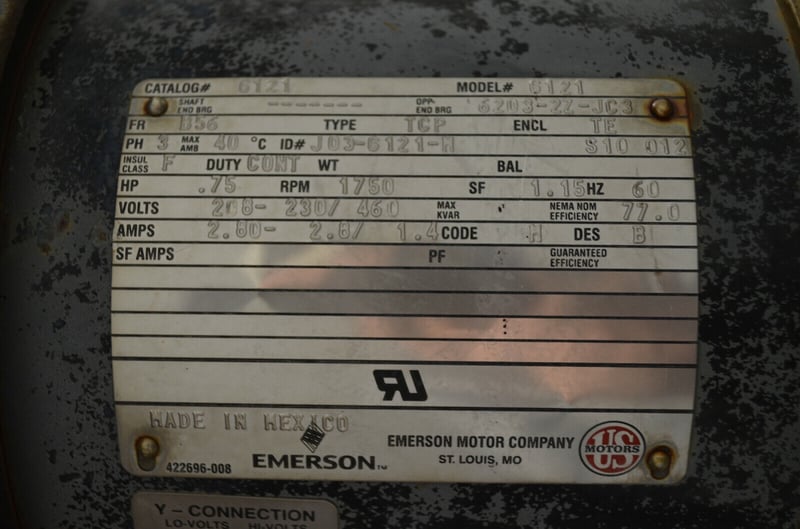 CATALOG# 6121 MODEL# 6121
SHAFT END BRG ------- OPP- END BRG 6203-2Z-JC3
FR B56 TYPE TCP ENCL TE
PH 3 MAX AMB 40 °C ID# J03-6121-M S10 012
INSUL CLASS F DUTY CONT WT BAL
HP .75 RPM 1750 SF 1.15 HZ 60
VOLTS 208- 230/ 460 MAX KVAR NEMA NOM EFFICIENCY 77.0
AMPS 2.80- 2.8/ 1.4 CODE H DES B
SF AMPS PF GUARANTEED EFFICIENCY
RU
MADE IN MEXICO
EMERSON MOTOR COMPANY
ST. LOUIS, MO
US MOTORS
422696-008 EMERSON™
Y – CONNECTION
LO-VOLTS HI-VOLTS